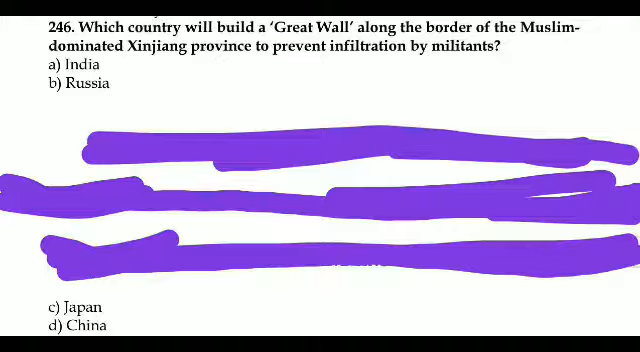 246. Which country will build a ‘Great Wall’ along the border of the Muslim-
dominated Xinjiang province to prevent infiltration by militants?
a) India
b) Russia
c) Japan
d) China